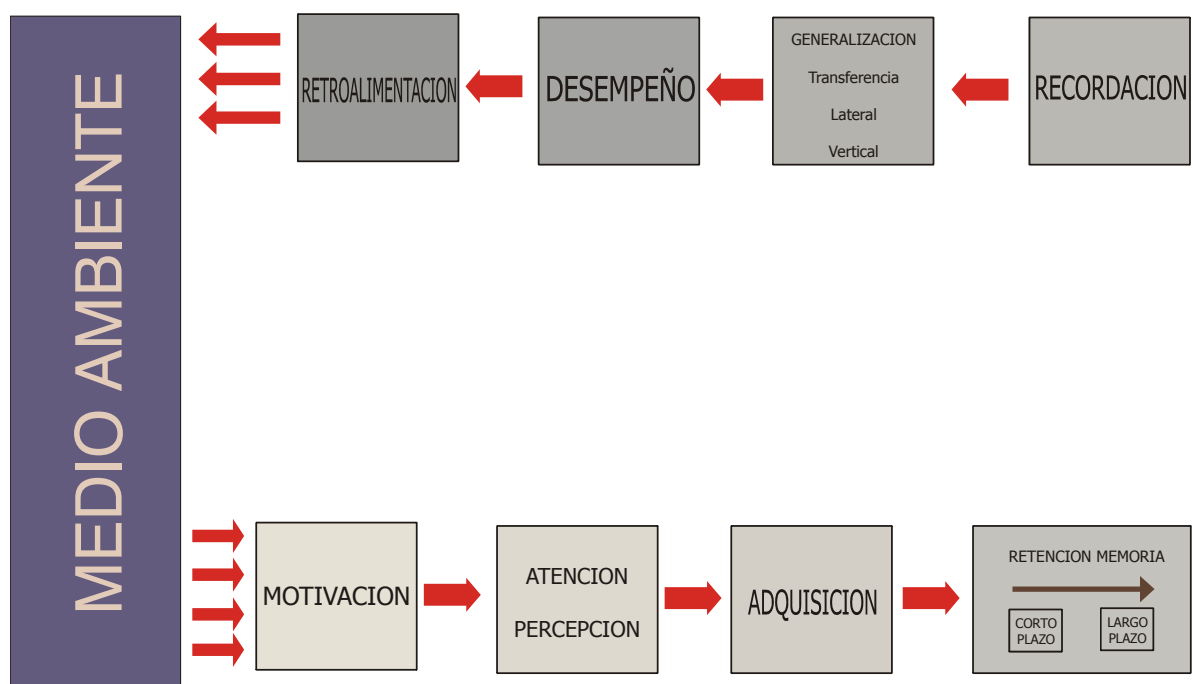 MEDIO AMBIENTE
RETROALIMENTACION
DESEMPEÑO
GENERALIZACION
Transferencia
Lateral
Vertical
RECORDACION
MOTIVACION
ATENCION
PERCEPCION
ADQUISICION
RETENCION MEMORIA
CORTO
PLAZO
LARGO
PLAZO